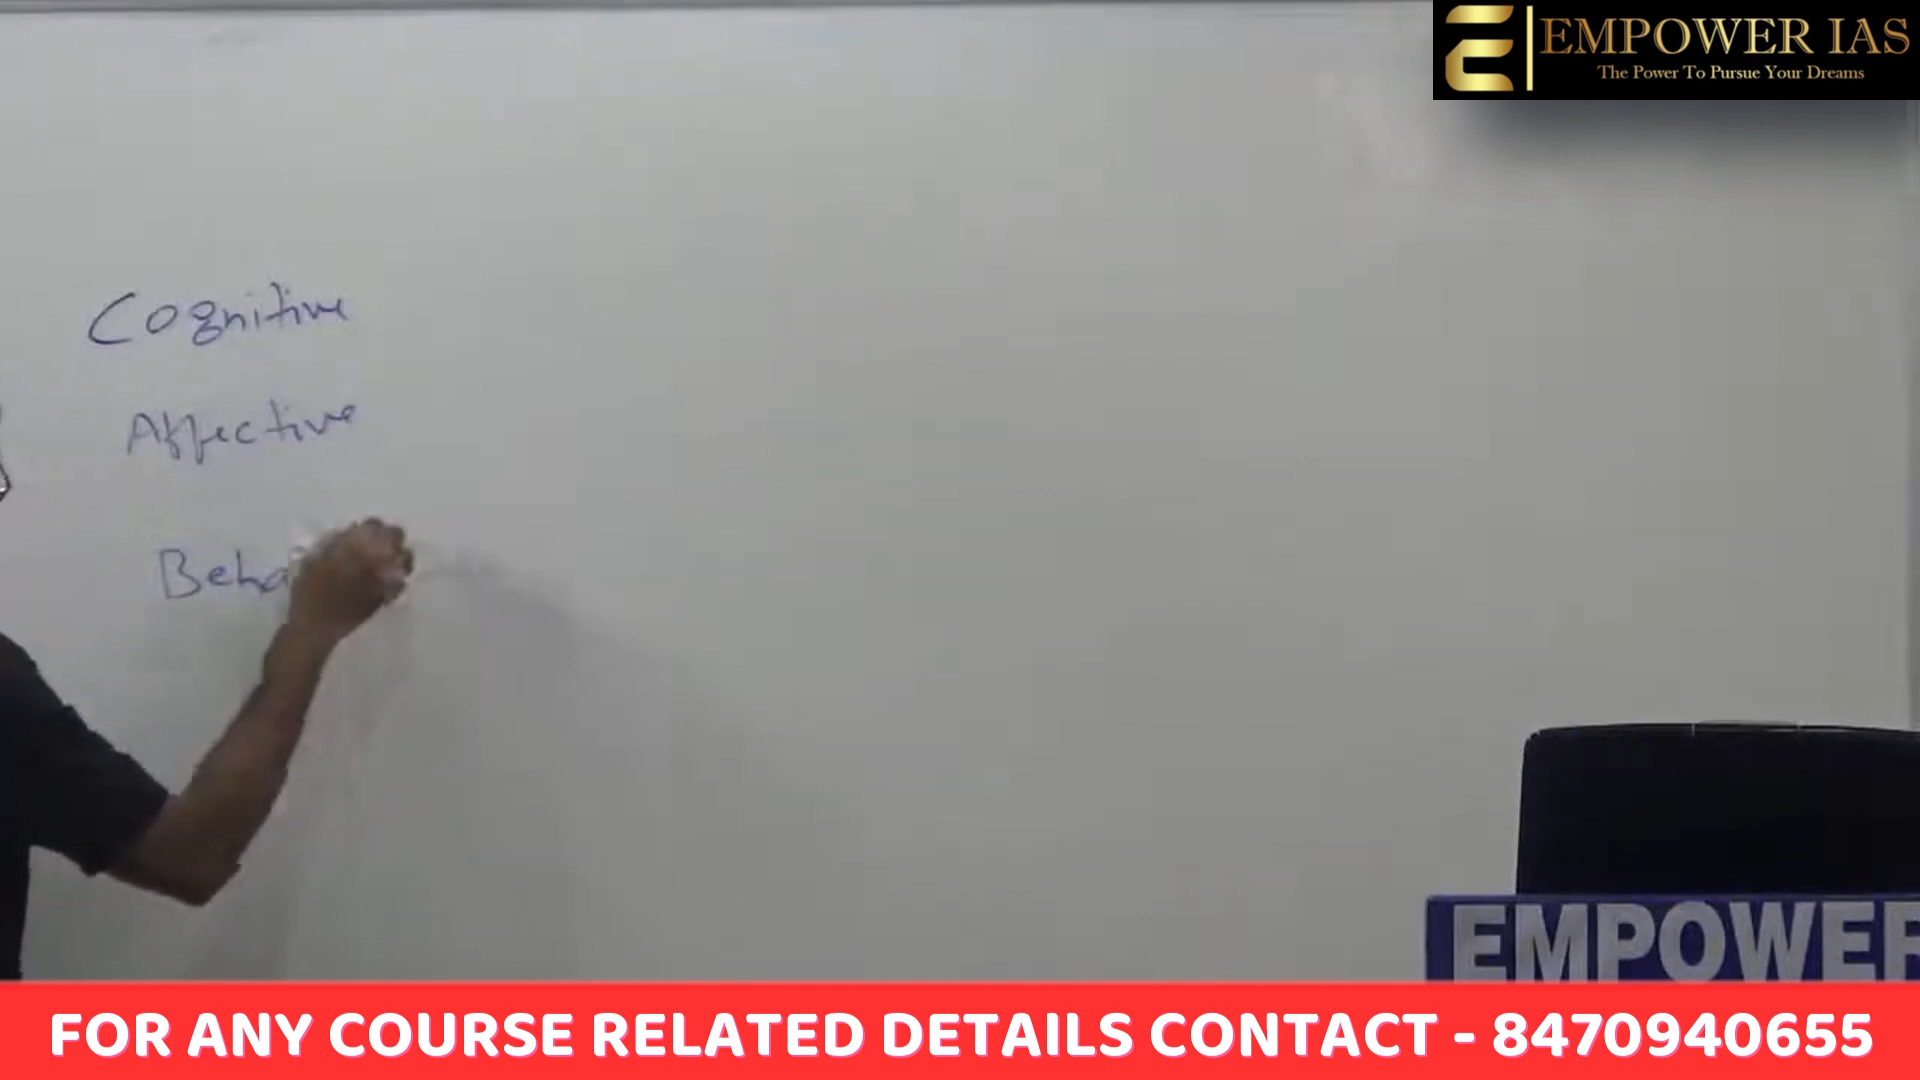 EMPOWER IAS
The Power To Pursue Your Dreams
Cognitive
Affective
Beha
EMPOWER
FOR ANY COURSE RELATED DETAILS CONTACT - 8470940655